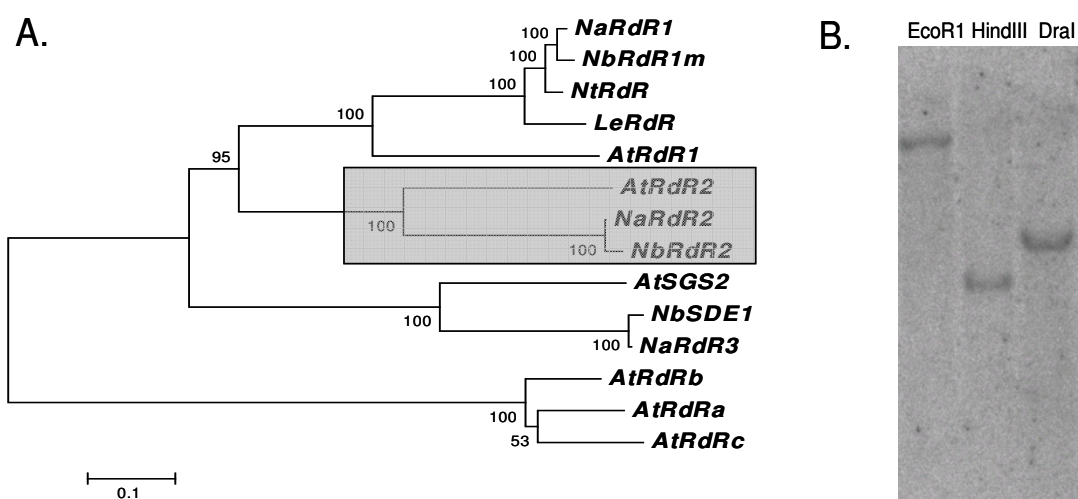 A.
100 NaRdR1
100 NbRdR1m
100 NtRdR
LeRdR
100
95 AtRdR1
AtRdR2
100 NaRdR2
100 NbRdR2
AtSGS2
100 NbSDE1
100 NaRdR3
AtRdRb
100 AtRdRa
53 AtRdRc
0.1
B.
EcoR1 HindIII DraI